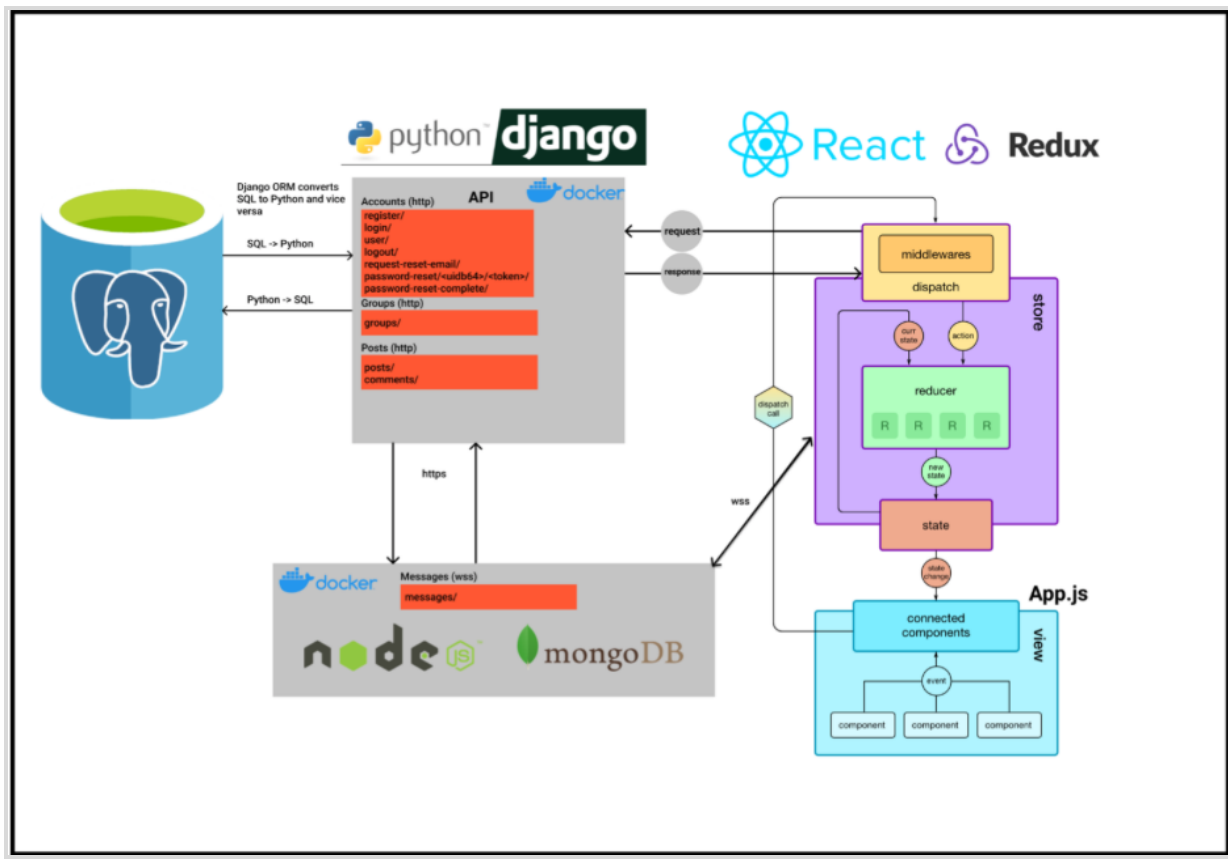 python™ django
React Redux
Django ORM converts
SQL to Python and vice
versa
SQL -> Python
Python -> SQL
API
docker
Accounts (http)
register/
login/
user/
logout/
request-reset-email/
password-reset/<uidb64>/<token>/
password-reset-complete/
Groups (http)
groups/
Posts (http)
posts/
comments/
request
response
https
wss
docker
Messages (wss)
messages/
node JS™
mongoDB
middlewares
dispatch
store
curr
state
action
reducer
R R R R
new
state
state
state
change
dispatch
call
App.js
connected
components
view
event
component component component